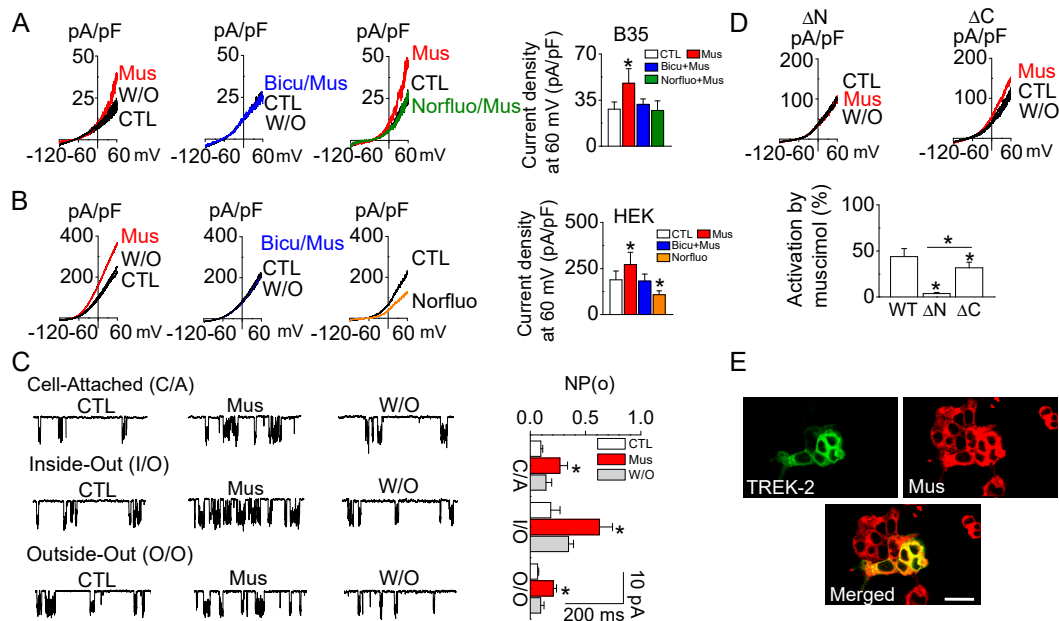 A
pA/pF
50
25
Mus
W/O
CTL
-120-60 60 mV
pA/pF
50
25
Bicu/Mus
CTL
W/O
-120-60 60 mV
pA/pF
50
25
Mus
CTL
Norfluo/Mus
-120-60 60 mV
B35
Current density
at 60 mV (pA/pF)
70
35
0
CTL
Mus
Bicu+Mus
Norfluo+Mus
*
B
pA/pF
400
200
Mus
W/O
CTL
-120-60 60 mV
pA/pF
400
200
Bicu/Mus
CTL
W/O
-120-60 60 mV
pA/pF
400
200
CTL
Norfluo
-120-60 60 mV
HEK
Current density
at 60 mV (pA/pF)
500
250
0
CTL
Mus
Bicu+Mus
Norfluo
*
*
C
Cell-Attached (C/A)
CTL
Mus
W/O
Inside-Out (I/O)
CTL
Mus
W/O
Outside-Out (O/O)
CTL
Mus
W/O
NP(o)
0.0 0.5 1.0
CTL
Mus
W/O
C/A
*
I/O
*
O/O
*
10 pA
200 ms
D
ΔN
pA/pF
200
100
CTL
Mus
W/O
-120-60 60 mV
ΔC
pA/pF
200
100
Mus
CTL
W/O
-120-60 60 mV
Activation by
muscimol (%)
100
50
0
*
*
*
WT ΔN ΔC
E
TREK-2
Mus
Merged